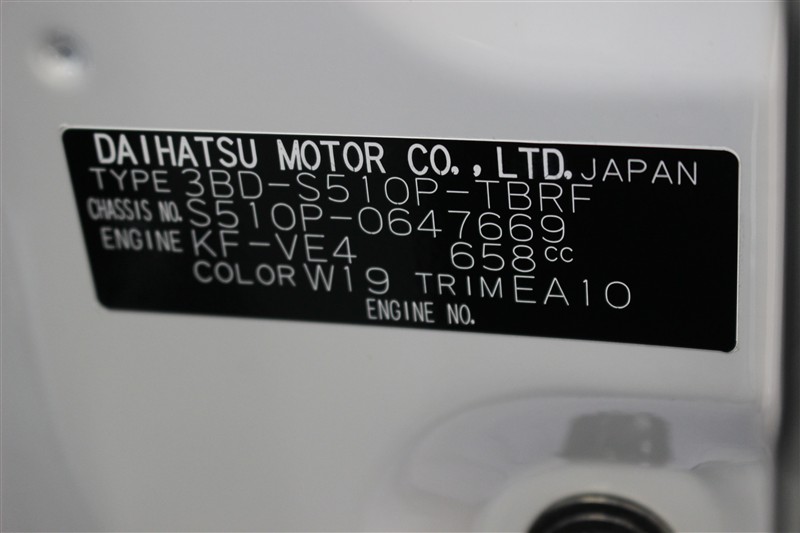 DAIHATSU MOTOR CO., LTD. JAPAN
TYPE 3BD-S510P-TBRF
CHASSIS NO. S510P-0647669
ENGINE KF-VE4 658cc
COLOR W19 TRIM EA10
ENGINE NO.